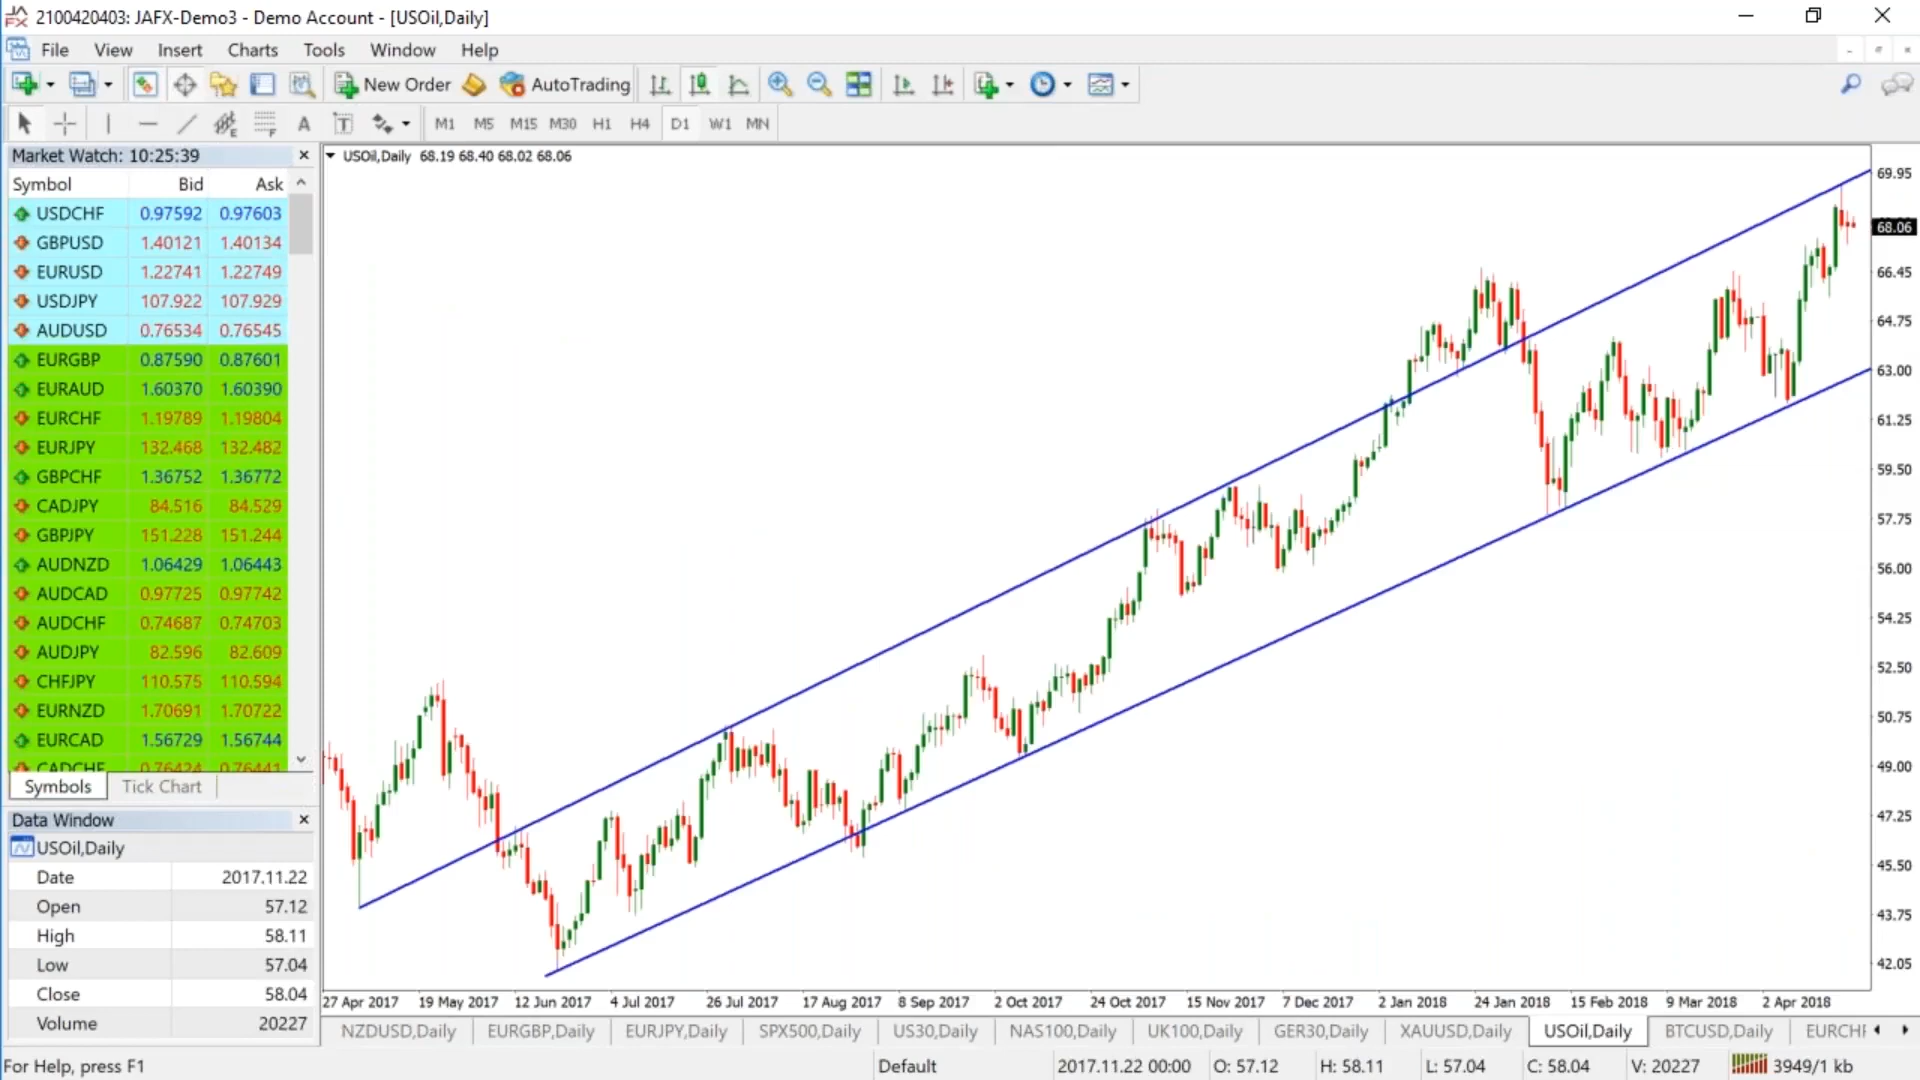 JA FX 2100420403: JAFX-Demo3 - Demo Account - [USOil,Daily]
File View Insert Charts Tools Window Help
New Order AutoTrading
A T M1 M5 M15 M30 H1 H4 D1 W1 MN
Market Watch: 10:25:39
Symbol Bid Ask
USDCHF 0.97592 0.97603
GBPUSD 1.40121 1.40134
EURUSD 1.22741 1.22749
USDJPY 107.922 107.929
AUDUSD 0.76534 0.76545
EURGBP 0.87590 0.87601
EURAUD 1.60370 1.60390
EURCHF 1.19789 1.19804
EURJPY 132.468 132.482
GBPCHF 1.36752 1.36772
CADJPY 84.516 84.529
GBPJPY 151.228 151.244
AUDNZD 1.06429 1.06443
AUDCAD 0.97725 0.97742
AUDCHF 0.74687 0.74703
AUDJPY 82.596 82.609
CHFJPY 110.575 110.594
EURNZD 1.70691 1.70722
EURCAD 1.56729 1.56744
CADCHF 0.76424 0.76441
Symbols Tick Chart
Data Window
USOil,Daily
Date 2017.11.22
Open 57.12
High 58.11
Low 57.04
Close 58.04
Volume 20227
USOil,Daily 68.19 68.40 68.02 68.06
69.95
68.06
66.45
64.75
63.00
61.25
59.50
57.75
56.00
54.25
52.50
50.75
49.00
47.25
45.50
43.75
42.05
27 Apr 2017 19 May 2017 12 Jun 2017 4 Jul 2017 26 Jul 2017 17 Aug 2017 8 Sep 2017 2 Oct 2017 24 Oct 2017 15 Nov 2017 7 Dec 2017 2 Jan 2018 24 Jan 2018 15 Feb 2018 9 Mar 2018 2 Apr 2018
NZDUSD,Daily EURGBP,Daily EURJPY,Daily SPX500,Daily US30,Daily NAS100,Daily UK100,Daily GER30,Daily XAUUSD,Daily USOil,Daily BTCUSD,Daily EURCHF
For Help, press F1 Default 2017.11.22 00:00 O: 57.12 H: 58.11 L: 57.04 C: 58.04 V: 20227 3949/1 kb